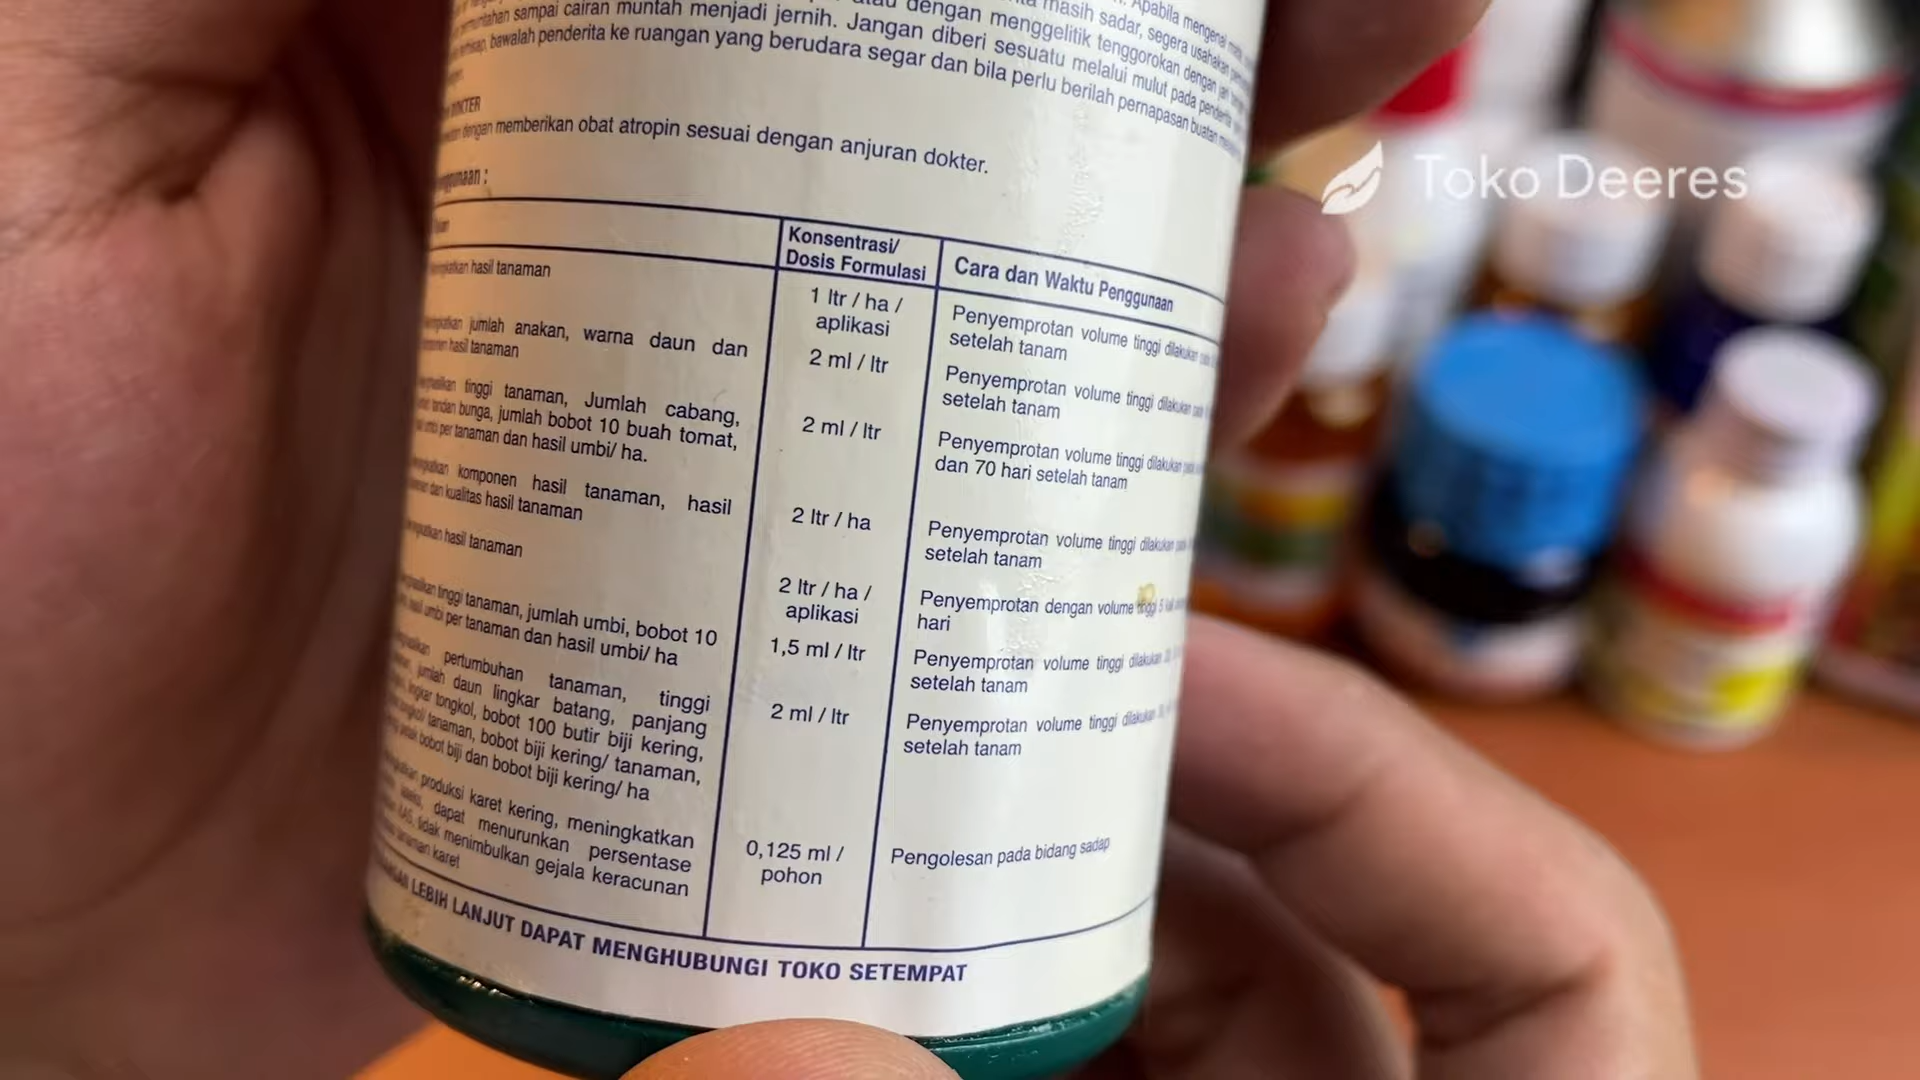 Apabila mengenai
masih sadar, segera usahakan
dengan menggelitik tenggorokan dengan jari
sampai cairan muntah menjadi jernih. Jangan diberi sesuatu melalui mulut pada penderita
bawalah penderita ke ruangan yang berudara segar dan bila perlu berilah pernapasan buatan
DOKTER
dengan memberikan obat atropin sesuai dengan anjuran dokter.
Toko Deeres
Konsentrasi/
Dosis Formulasi
Cara dan Waktu Penggunaan
hasil tanaman
1 ltr / ha /
aplikasi
Penyemprotan volume tinggi dilakukan
setelah tanam
jumlah anakan, warna daun dan
hasil tanaman
2 ml / ltr
Penyemprotan volume tinggi dilakukan
setelah tanam
tinggi tanaman, Jumlah cabang,
tandan bunga, jumlah bobot 10 buah tomat,
umbi per tanaman dan hasil umbi/ ha.
2 ml / ltr
Penyemprotan volume tinggi dilakukan
dan 70 hari setelah tanam
komponen hasil tanaman, hasil
dan kualitas hasil tanaman
2 ltr / ha
Penyemprotan volume tinggi dilakukan
setelah tanam
hasil tanaman
2 ltr / ha /
aplikasi
Penyemprotan dengan volume tinggi 5 kali
hari
tinggi tanaman, jumlah umbi, bobot 10
umbi per tanaman dan hasil umbi/ ha
1,5 ml / ltr
Penyemprotan volume tinggi dilakukan
setelah tanam
pertumbuhan tanaman, tinggi
jumlah daun lingkar batang, panjang
lingkar tongkol, bobot 100 butir biji kering,
tanaman, bobot biji kering/ tanaman,
bobot biji dan bobot biji kering/ ha
2 ml / ltr
Penyemprotan volume tinggi dilakukan
setelah tanam
produksi karet kering, meningkatkan
dapat menurunkan persentase
tidak menimbulkan gejala keracunan
tanaman karet
0,125 ml /
pohon
Pengolesan pada bidang sadap
LEBIH LANJUT DAPAT MENGHUBUNGI TOKO SETEMPAT